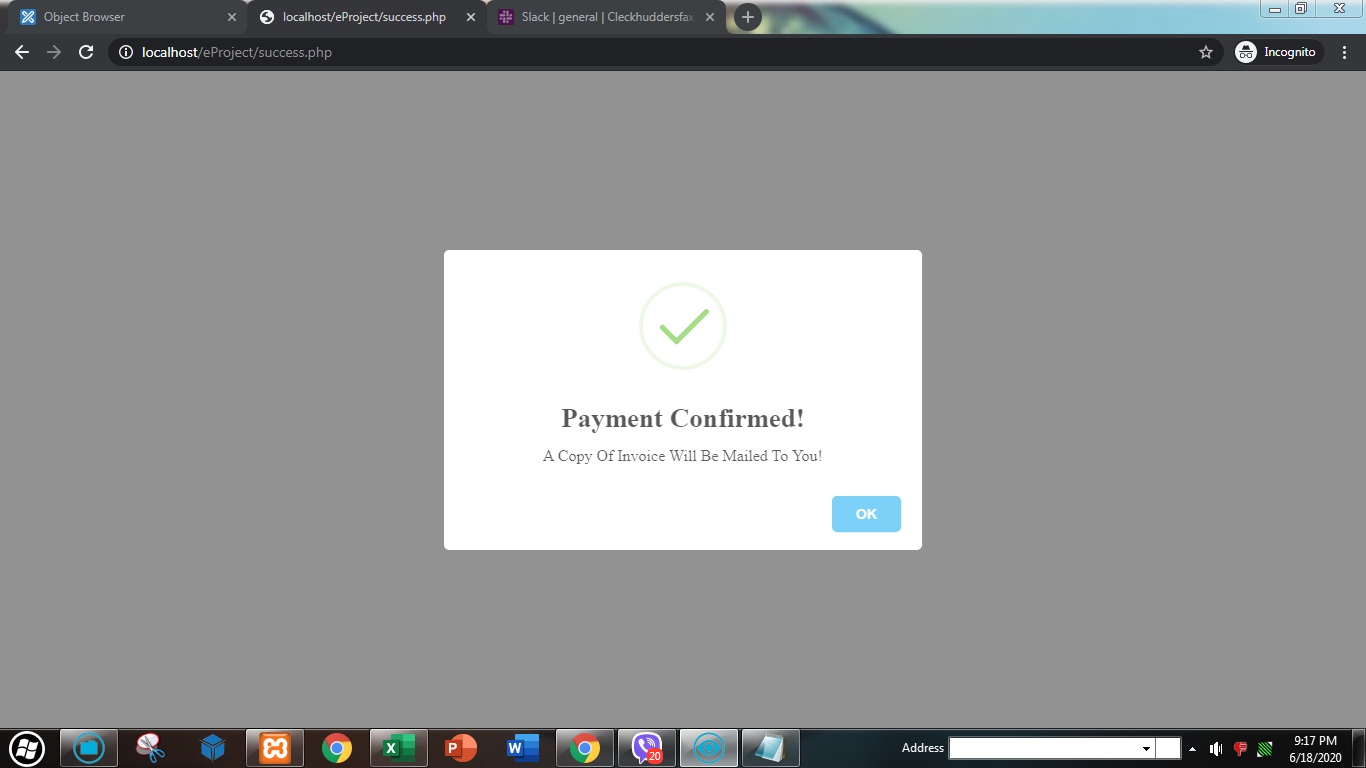 Object Browser
localhost/eProject/success.php
Slack | general | Cleckhuddersfax
localhost/eProject/success.php
Incognito
Payment Confirmed!
A Copy Of Invoice Will Be Mailed To You!
OK
20
Address
9:17 PM
6/18/2020